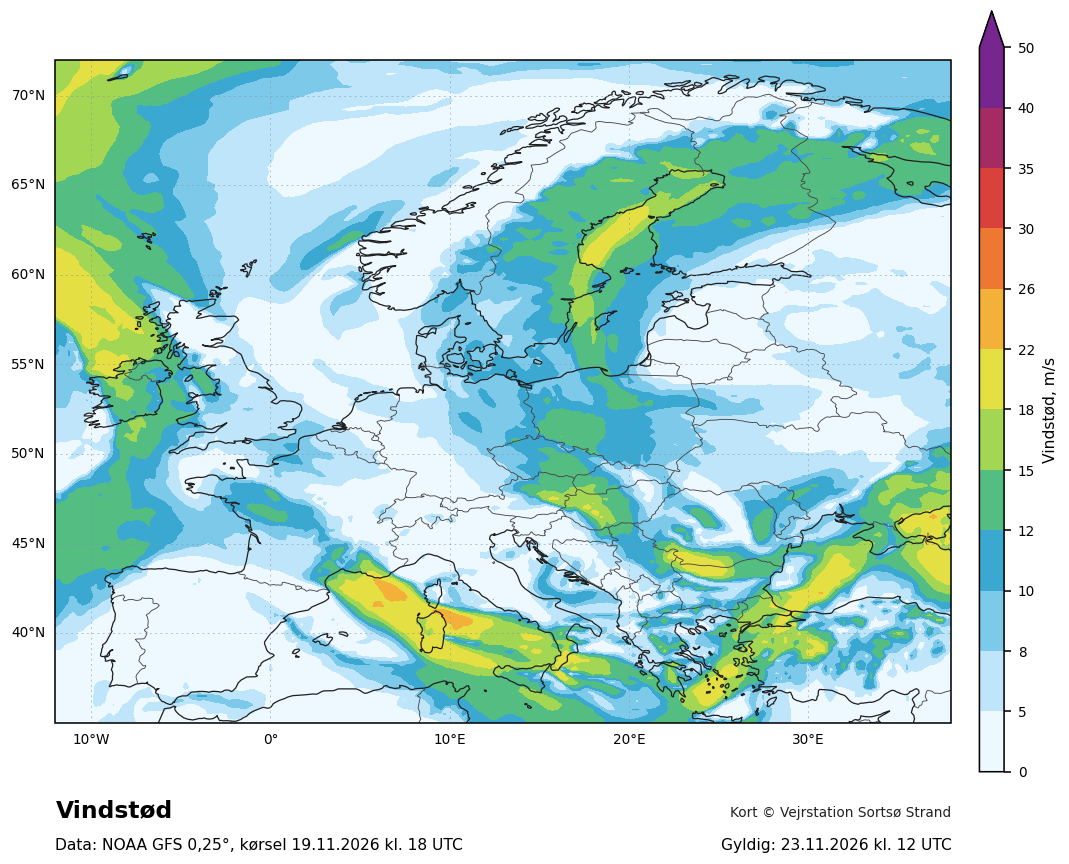 70°N
65°N
60°N
55°N
50°N
45°N
40°N
10°W
0°
10°E
20°E
30°E
50
40
35
30
26
22
18
15
12
10
8
5
0
Vindstød, m/s
Vindstød
Kort © Vejrstation Sortsø Strand
Data: NOAA GFS 0,25°, kørsel 19.11.2026 kl. 18 UTC
Gyldig: 23.11.2026 kl. 12 UTC